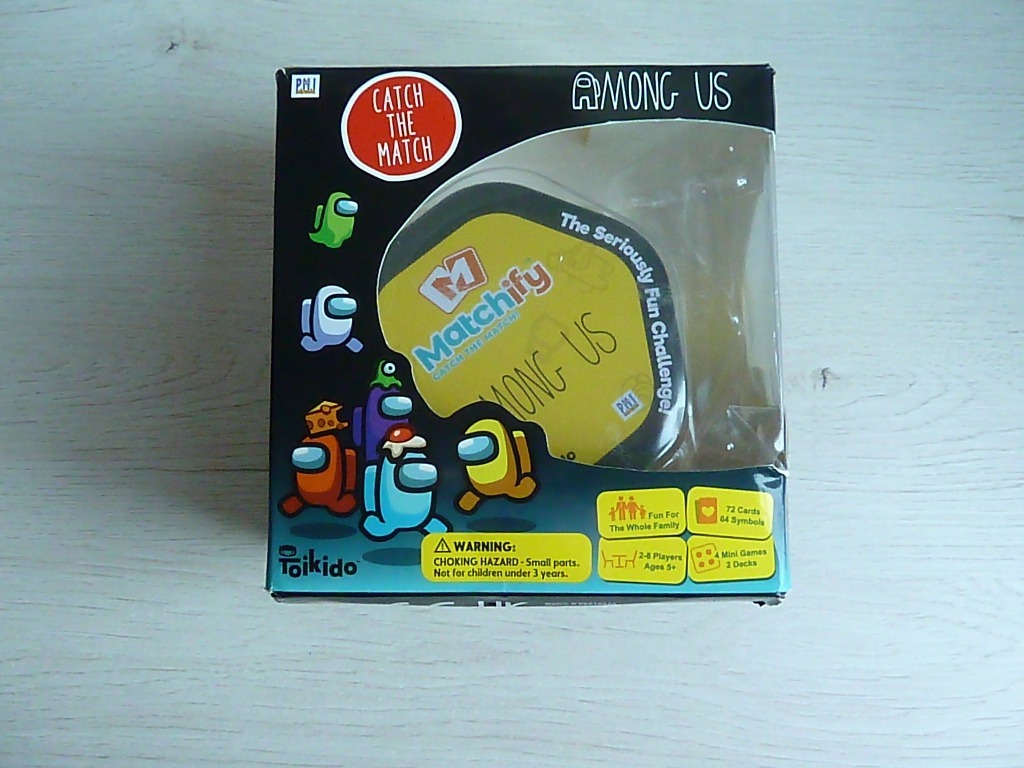 P.M.I
CATCH
THE
MATCH
AMONG US
The Seriously Fun Challenge!
M
Matchify
CATCH THE MATCH!
AMONG US
P.M.I
Fun For
The Whole Family
72 Cards
64 Symbols
2-8 Players
Ages 5+
4 Mini Games
2 Decks
WARNING:
CHOKING HAZARD - Small parts.
Not for children under 3 years.
Toikido